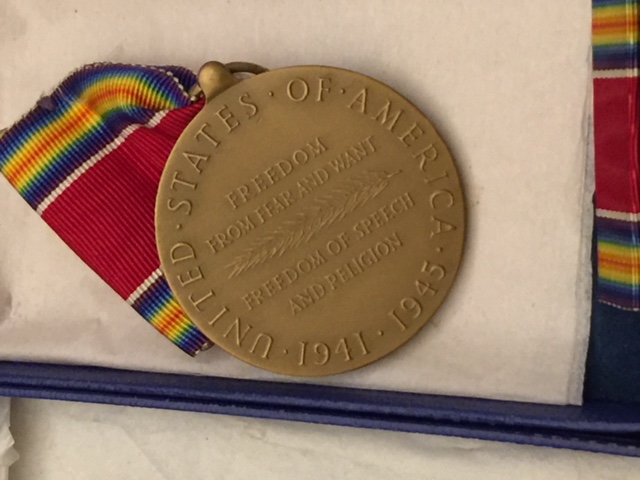 UNITED · STATES · OF · AMERICA · 1941 · 1945
FREEDOM
FROM FEAR AND WANT
FREEDOM OF SPEECH
AND RELIGION